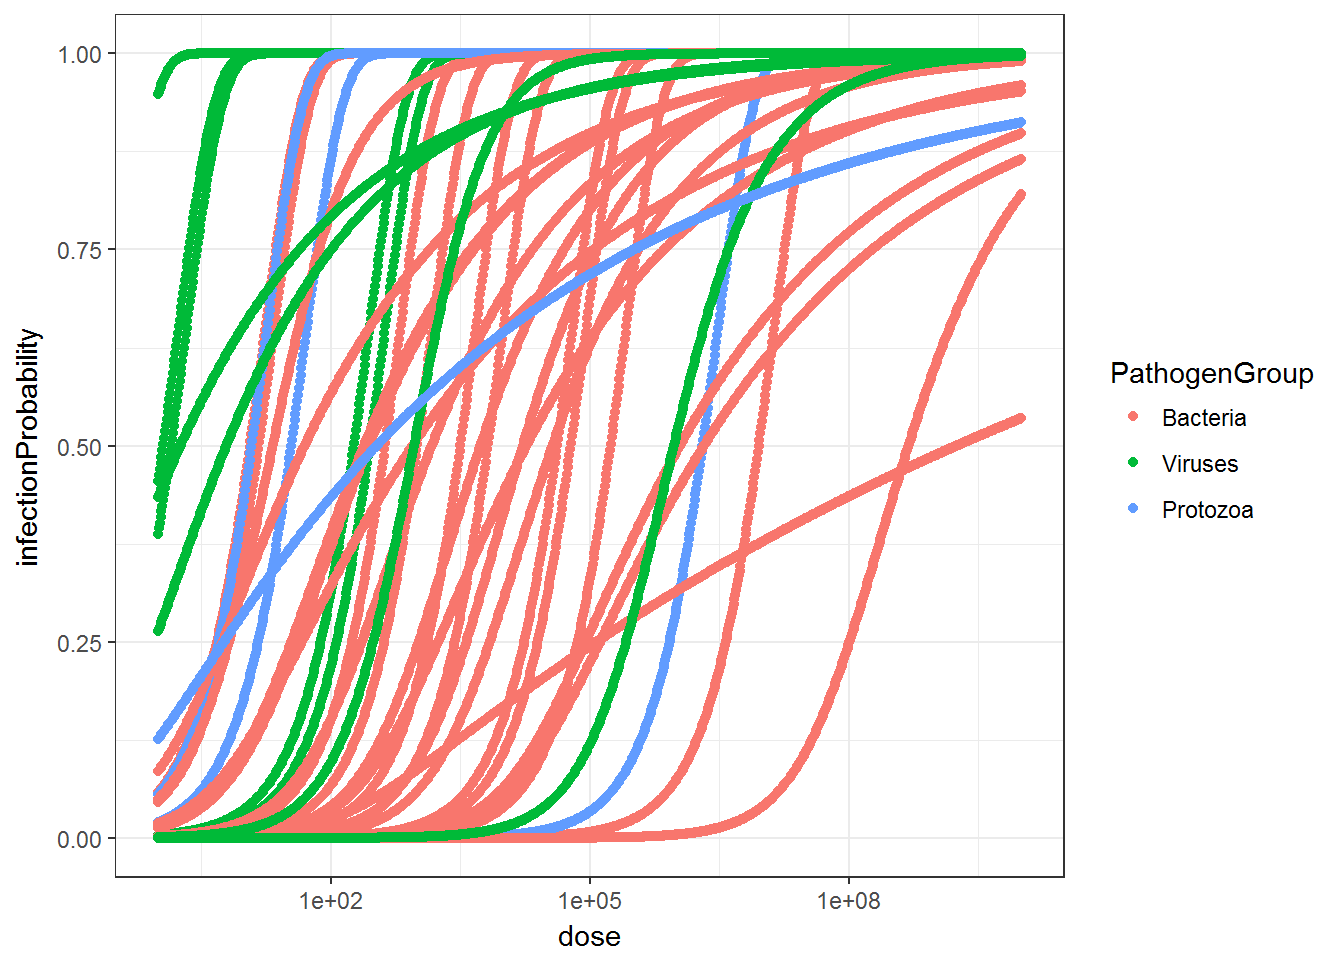 1.00
0.75
0.50
0.25
0.00
infectionProbability
1e+02
1e+05
1e+08
dose
PathogenGroup
Bacteria
Viruses
Protozoa